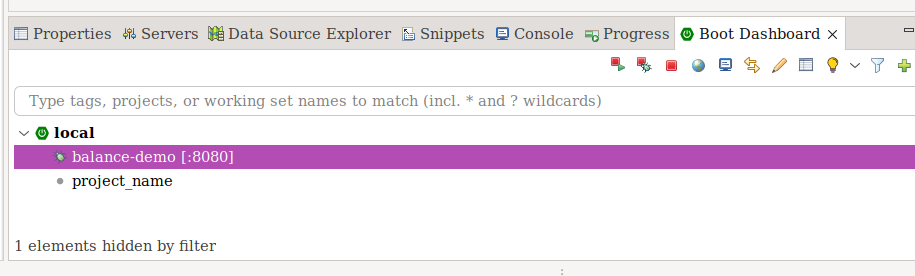 Properties Servers Data Source Explorer Snippets Console Progress Boot Dashboard
Type tags, projects, or working set names to match (incl. * and ? wildcards)
local
balance-demo [:8080]
project_name
1 elements hidden by filter